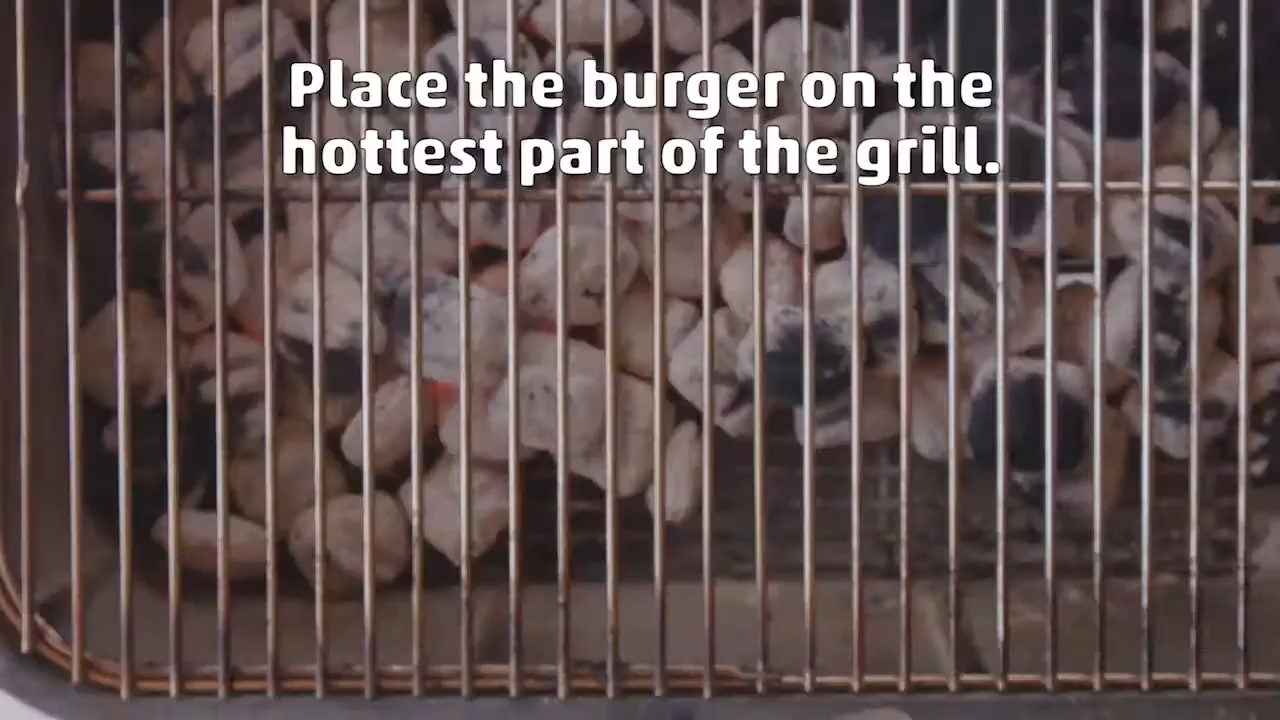 Place the burger on the
hottest part of the grill.